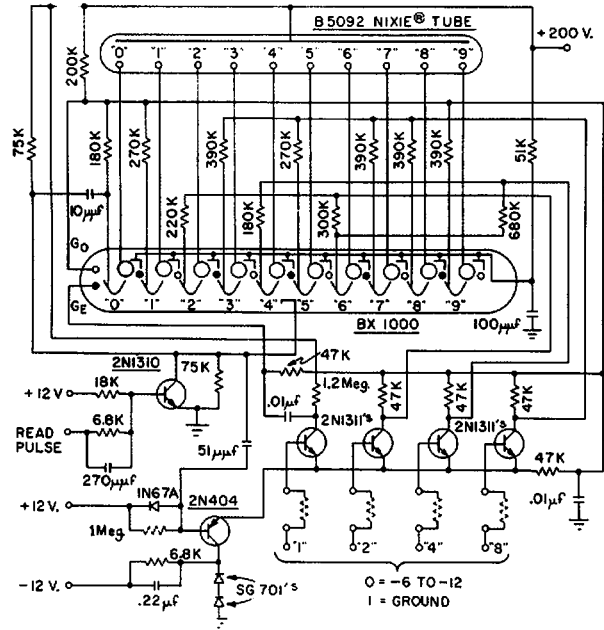 B5092 NIXIE® TUBE
+200 V.
"0" "1" "2" "3" "4" "5" "6" "7" "8" "9"
200K
75K
180K
270K
390K
270K
390K
390K
390K
51K
10μμf
220K
180K
300K
680K
GO
GE
"0" "1" "2" "3" "4" "5" "6" "7" "8" "9"
BX 1000
100μμf
2N1310
75K
47K
1.2Meg.
47K
47K
47K
+12 V
18K
.01μf
2N1311's
2N1311's
READ
PULSE
6.8K
270μμf
51μμf
47K
.01μf
1N67A
2N404
+12V.
1Meg.
6.8K
-12 V.
.22μf
SG 701's
"1" "2" "4" "8"
0 = -6 TO -12
1 = GROUND